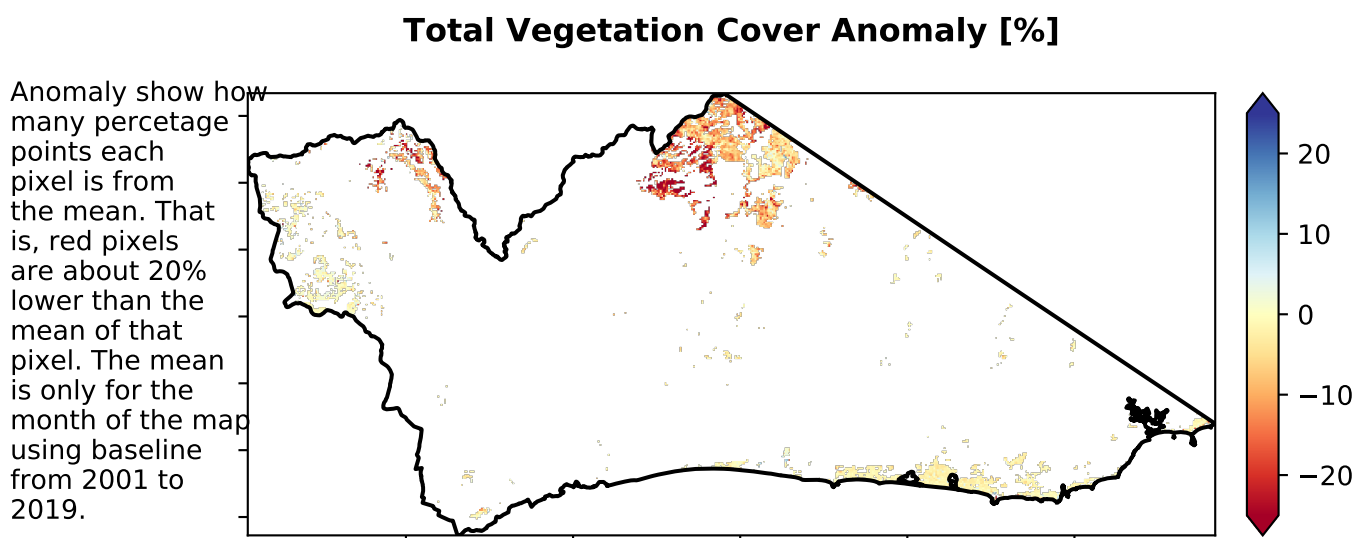 Total Vegetation Cover Anomaly [%]
Anomaly show how
many percetage
points each
pixel is from
the mean. That
is, red pixels
are about 20%
lower than the
mean of that
pixel. The mean
is only for the
month of the map
using baseline
from 2001 to
2019.
20
10
0
−10
−20